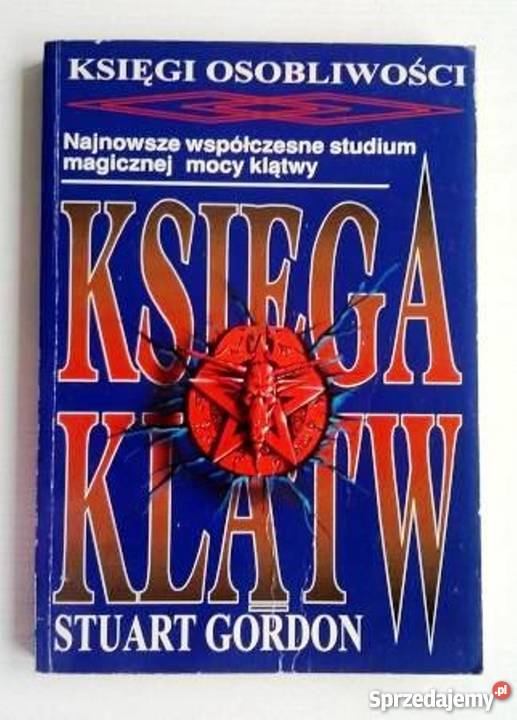 KSIĘGI OSOBLIWOŚCI
Najnowsze współczesne studium
magicznej mocy klątwy
KSIĘGA
KLĄTW
STUART GORDON
Sprzedajemy.pl